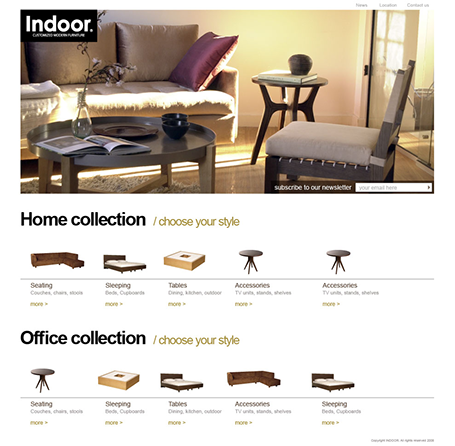 News Location Contact us
Indoor.
CUSTOMIZED MODERN FURNITURE
subscribe to our newsletter your email here
Home collection / choose your style
Seating Sleeping Tables Accessories Accessories
Couches, chairs, stools Beds, Cupboards Dining, kitchen, outdoor TV units, stands, shelves TV units, stands, shelves
more > more > more > more > more >
Office collection / choose your style
Seating Sleeping Tables Accessories Sleeping
Couches, chairs, stools Beds, Cupboards Dining, kitchen, outdoor TV units, stands, shelves Beds, Cupboards
more > more > more > more > more >
Copyright INDOOR. All rights reserved 2008